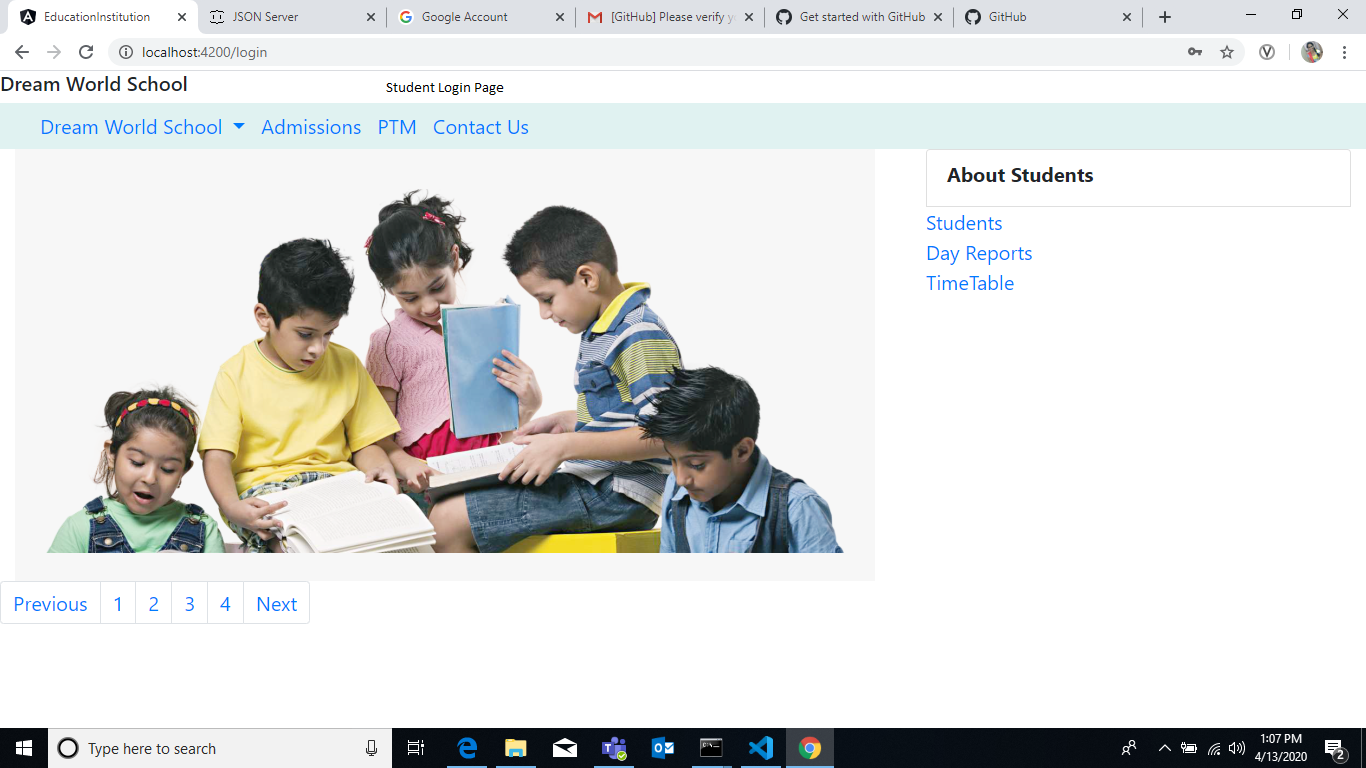 EducationInstitution
JSON Server
Google Account
[GitHub] Please verify y
Get started with GitHub
GitHub
localhost:4200/login
Dream World School
Student Login Page
Dream World School Admissions PTM Contact Us
About Students
Students
Day Reports
TimeTable
Previous 1 2 3 4 Next
Type here to search
1:07 PM
4/13/2020
2